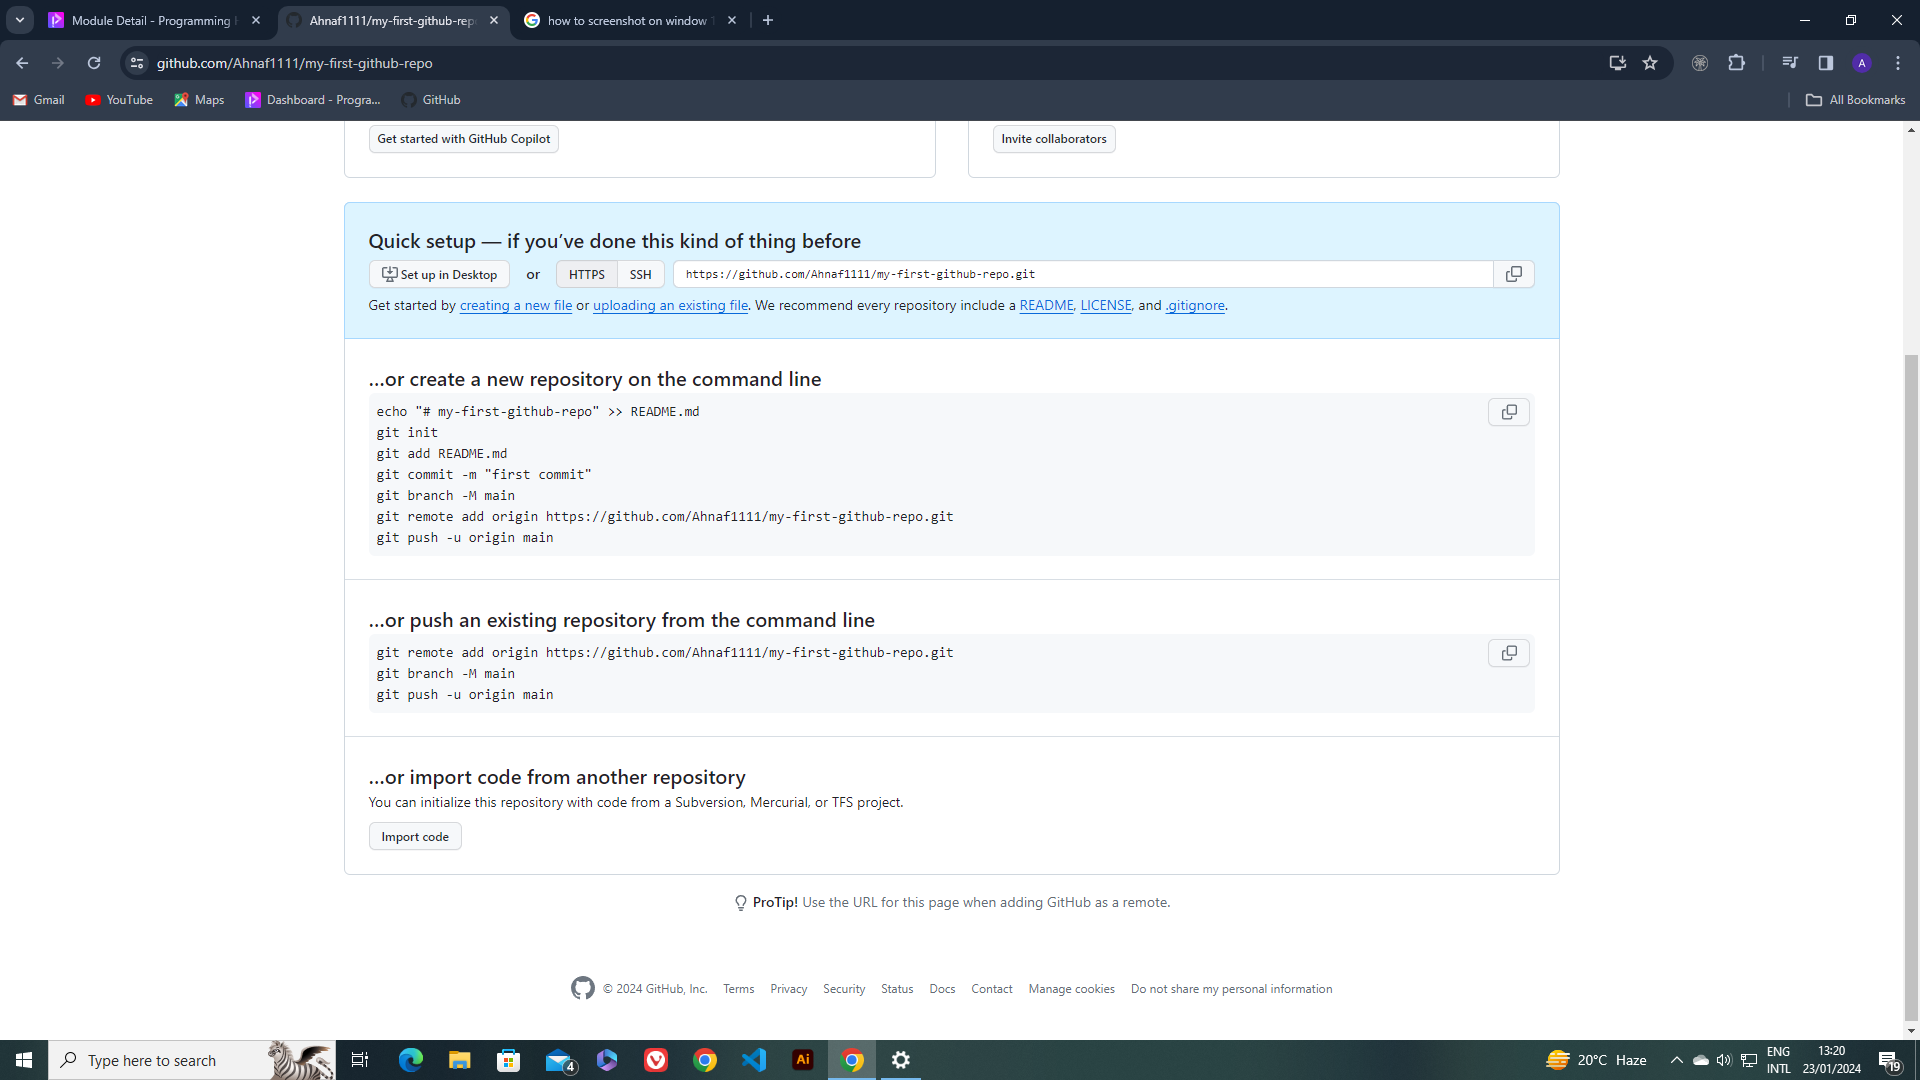 Module Detail - Programming
Ahnaf1111/my-first-github-rep
how to screenshot on window
github.com/Ahnaf1111/my-first-github-repo
A
Gmail
YouTube
Maps
Dashboard - Progra...
GitHub
All Bookmarks
Get started with GitHub Copilot
Invite collaborators
Quick setup — if you’ve done this kind of thing before
Set up in Desktop
or
HTTPS
SSH
https://github.com/Ahnaf1111/my-first-github-repo.git
Get started by creating a new file or uploading an existing file. We recommend every repository include a README, LICENSE, and .gitignore.
…or create a new repository on the command line
echo "# my-first-github-repo" >> README.md
git init
git add README.md
git commit -m "first commit"
git branch -M main
git remote add origin https://github.com/Ahnaf1111/my-first-github-repo.git
git push -u origin main
…or push an existing repository from the command line
git remote add origin https://github.com/Ahnaf1111/my-first-github-repo.git
git branch -M main
git push -u origin main
…or import code from another repository
You can initialize this repository with code from a Subversion, Mercurial, or TFS project.
Import code
ProTip! Use the URL for this page when adding GitHub as a remote.
© 2024 GitHub, Inc.
Terms
Privacy
Security
Status
Docs
Contact
Manage cookies
Do not share my personal information
Type here to search
4
Ai
20°C Haze
ENG
INTL
13:20
23/01/2024
19